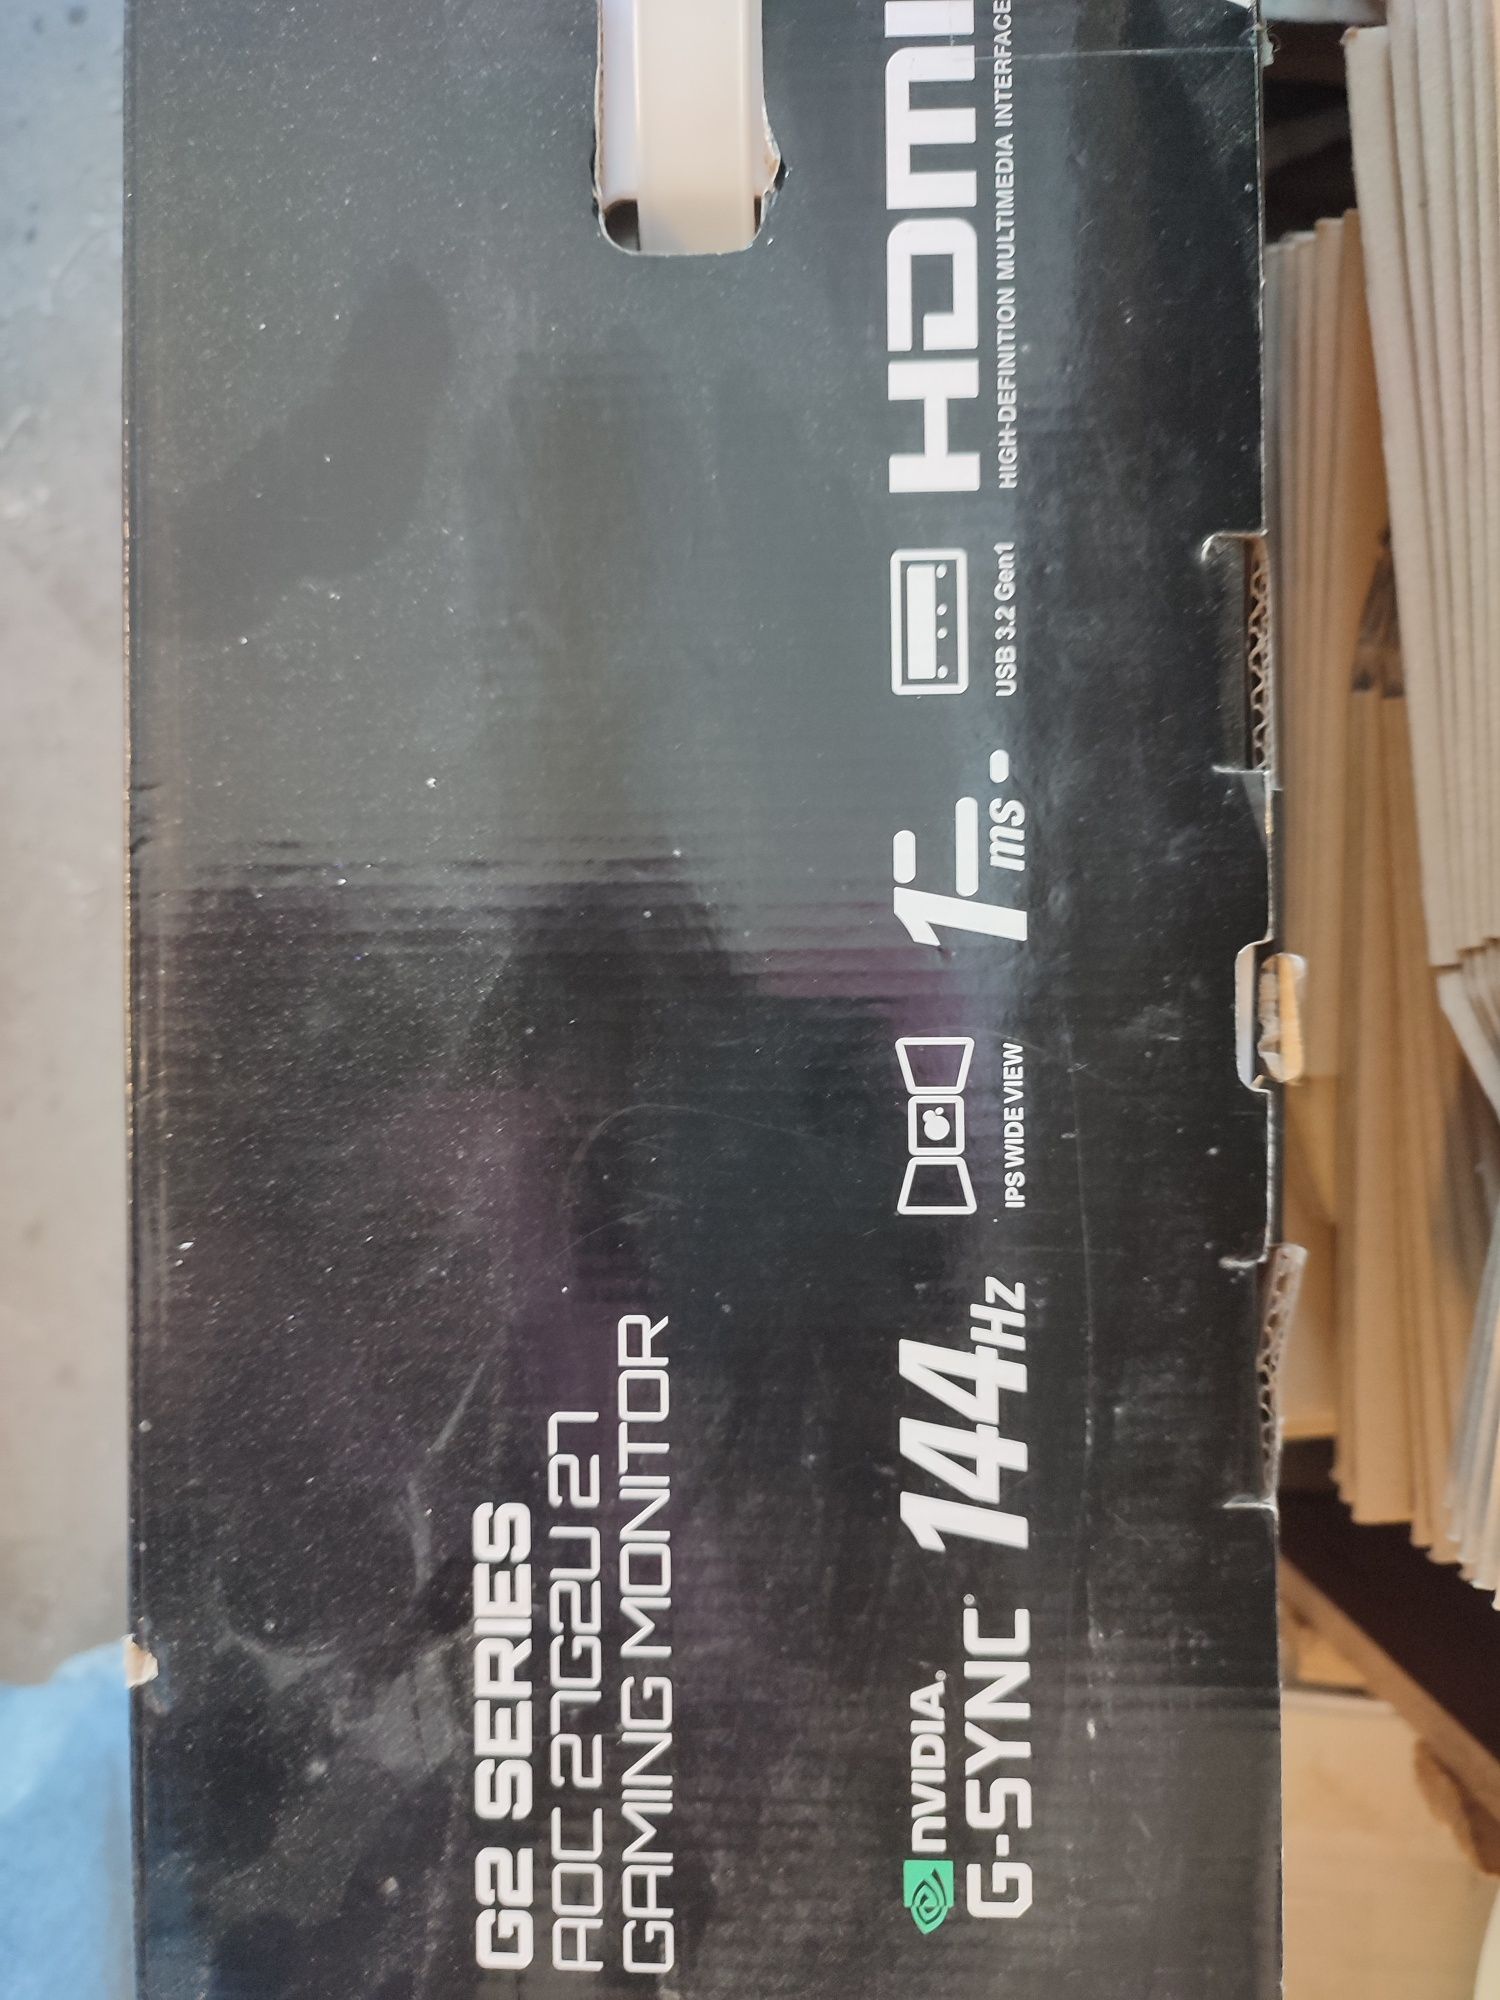 G2 SERIES
AOC 27G2U 27
GAMING MONITOR
NVIDIA.
G-SYNC
144Hz
IPS WIDE VIEW
1ms
USB 3.2 Gen1
HDMI
HIGH-DEFINITION MULTIMEDIA INTERFACE